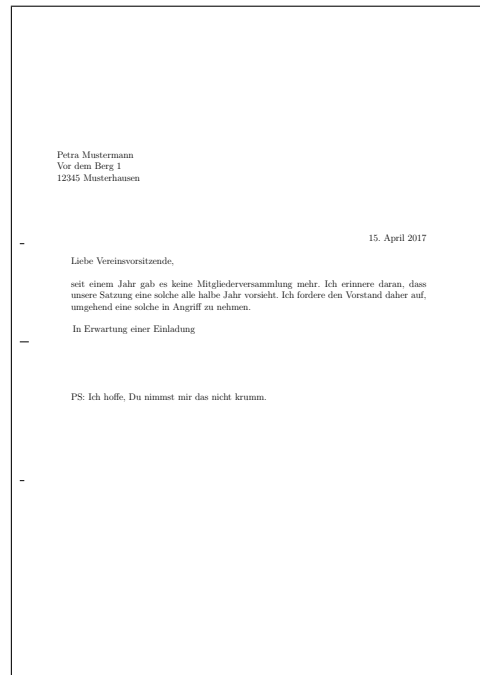 Petra Mustermann
Vor dem Berg 1
12345 Musterhausen
15. April 2017
Liebe Vereinsvorsitzende,
seit einem Jahr gab es keine Mitgliederversammlung mehr. Ich erinnere daran, dass
unsere Satzung eine solche alle halbe Jahr vorsieht. Ich fordere den Vorstand daher auf,
umgehend eine solche in Angriff zu nehmen.
In Erwartung einer Einladung
PS: Ich hoffe, Du nimmst mir das nicht krumm.